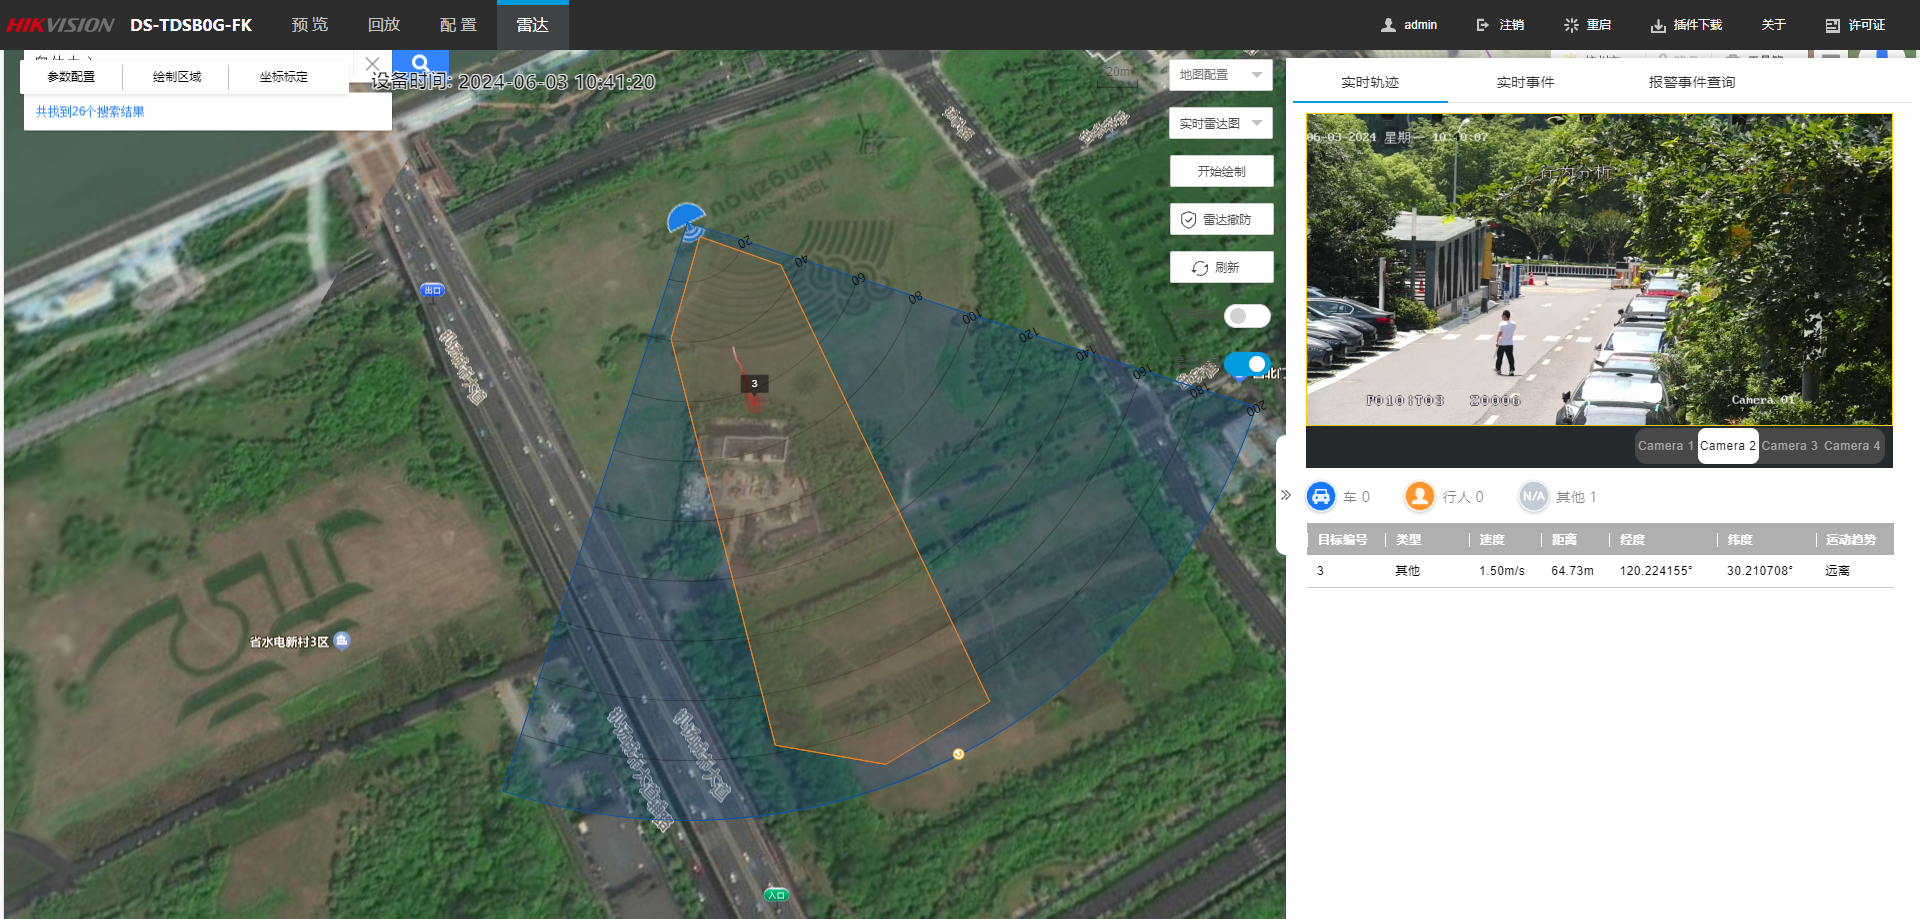 HIKVISION DS-TDSB0G-FK 预 览 回放 配 置 雷达 admin 注销 重启 插件下载 关于 许可证
参数配置 绘制区域 坐标标定
设备时间: 2024-06-03 10:41:20
共找到26个搜索结果
20m
地图配置
实时雷达图
开始绘制
雷达撤防
刷新
出口
20
40
60
80
100
120
140
160
180
200
3
省水电新村3区
入口
实时轨迹 实时事件 报警事件查询
06-03-2024 星期一
行为分析
P010:T03 Z0006
Camera 01
Camera 1 Camera 2 Camera 3 Camera 4
车 0 行人 0 N/A 其他 1
目标编号 类型 速度 距离 经度 纬度 运动趋势
3 其他 1.50m/s 64.73m 120.224155° 30.210708° 远离